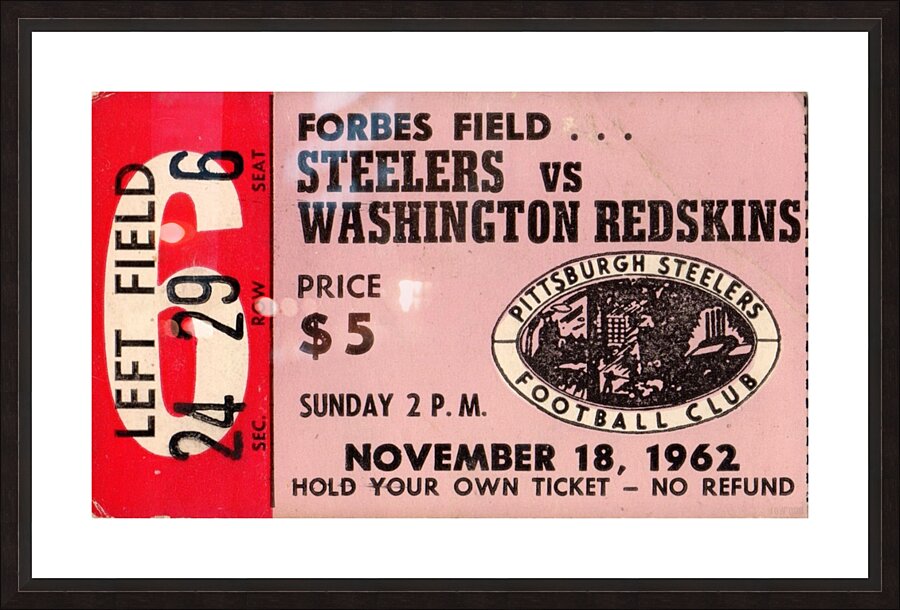 LEFT FIELD
6
SEC. 24 ROW 29 SEAT 6
FORBES FIELD . . .
STEELERS VS
WASHINGTON REDSKINS
PRICE
$5
PITTSBURGH STEELERS
FOOTBALL CLUB
SUNDAY 2 P. M.
NOVEMBER 18, 1962
HOLD YOUR OWN TICKET – NO REFUND